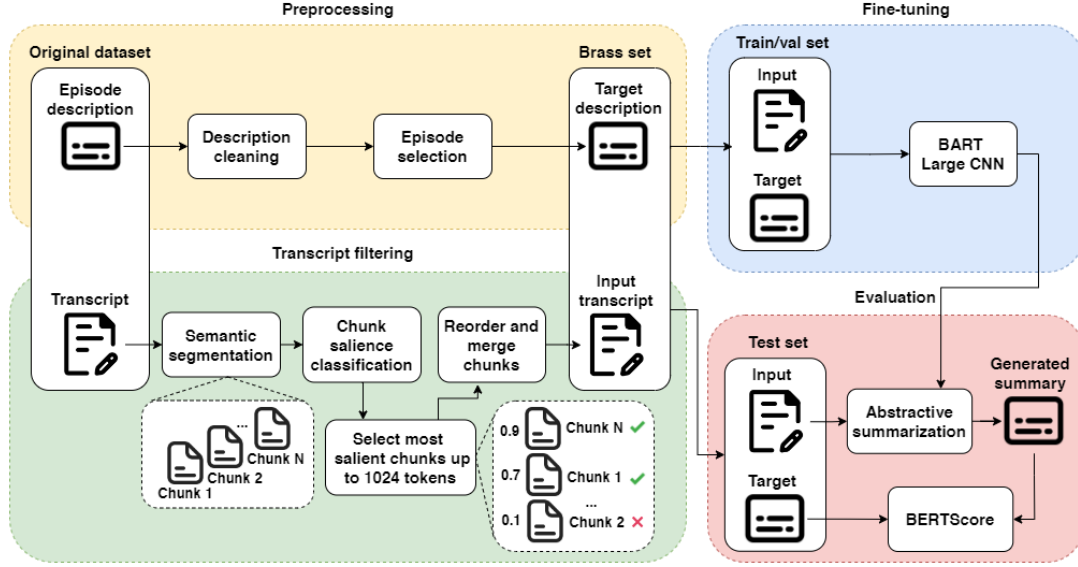 Preprocessing
Fine-tuning
Original dataset
Brass set
Train/val set
Episode
description
Description
cleaning
Episode
selection
Target
description
Input
Target
BART
Large CNN
Transcript filtering
Transcript
Semantic
segmentation
Chunk
salience
classification
Reorder and
merge
chunks
Input
transcript
...
Chunk N
Chunk 2
Chunk 1
Select most
salient chunks up
to 1024 tokens
0.9 Chunk N
0.7 Chunk 1
...
0.1 Chunk 2
Evaluation
Test set
Input
Abstractive
summarization
Generated
summary
Target
BERTScore